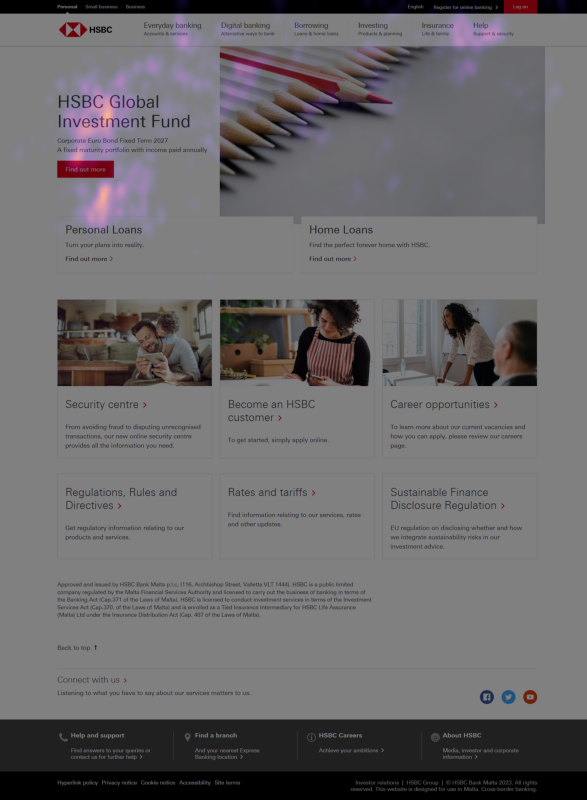 Personal Small business Business English Register for online banking Log on
HSBC
Everyday banking Digital banking Borrowing Investing Insurance Help
Accounts & services Alternative ways to bank Loans & home loans Products & planning Life & family Support & security
HSBC Global
Investment Fund
Corporate Euro Bond Fixed Term 2027
A fixed maturity portfolio with income paid annually
Find out more
Personal Loans
Turn your plans into reality.
Find out more
Home Loans
Find the perfect forever home with HSBC.
Find out more
Security centre
From avoiding fraud to disputing unrecognised
transactions, our new online security centre
provides all the information you need.
Become an HSBC
customer
To get started, simply apply online.
Career opportunities
To learn more about our current vacancies and
how you can apply, please review our careers
page.
Regulations, Rules and
Directives
Get regulatory information relating to our
products and services.
Rates and tariffs
Find information relating to our services, rates
and other updates.
Sustainable Finance
Disclosure Regulation
EU regulation on disclosing whether and how
we integrate sustainability risks in our
investment advice.
Approved and issued by HSBC Bank Malta p.l.c, (116, Archbishop Street, Valletta VLT 1444). HSBC is a public limited
company regulated by the Malta Financial Services Authority and licensed to carry out the business of banking in terms of
the Banking Act (Cap.371 of the Laws of Malta). HSBC is licensed to conduct investment services in terms of the Investment
Services Act (Cap.370. of the Laws of Malta) and is enrolled as a Tied Insurance Intermediary for HSBC Life Assurance
(Malta) Ltd under the Insurance Distribution Act (Cap. 487 of the Laws of Malta).
Back to top
Connect with us
Listening to what you have to say about our services matters to us.
Help and support
Find answers to your queries or
contact us for further help
Find a branch
And your nearest Express
Banking location
HSBC Careers
Achieve your ambitions
About HSBC
Media, investor and corporate
information
Hyperlink policy Privacy notice Cookie notice Accessibility Site terms
Investor relations | HSBC Group | © HSBC Bank Malta 2023. All rights
reserved. This website is designed for use in Malta. Cross-border banking.